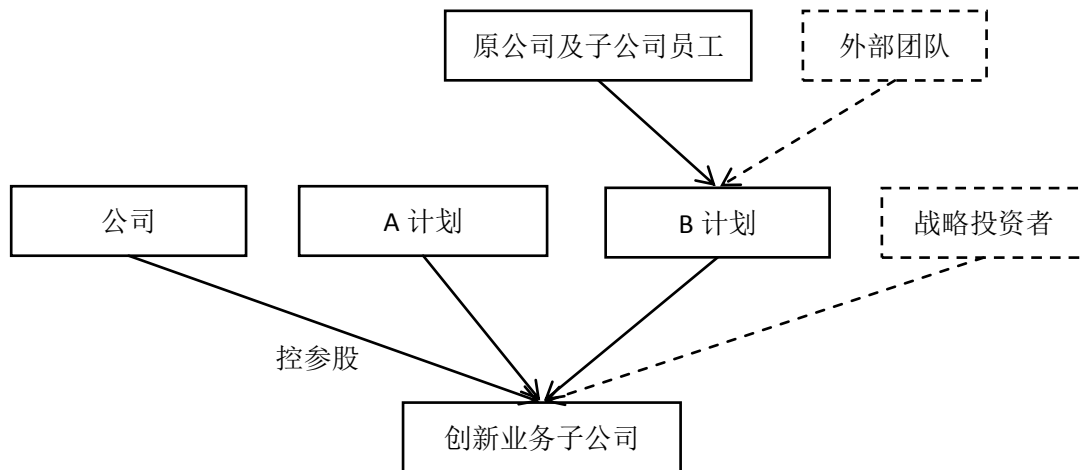 原公司及子公司员工
外部团队
公司
A 计划
B 计划
战略投资者
控参股
创新业务子公司